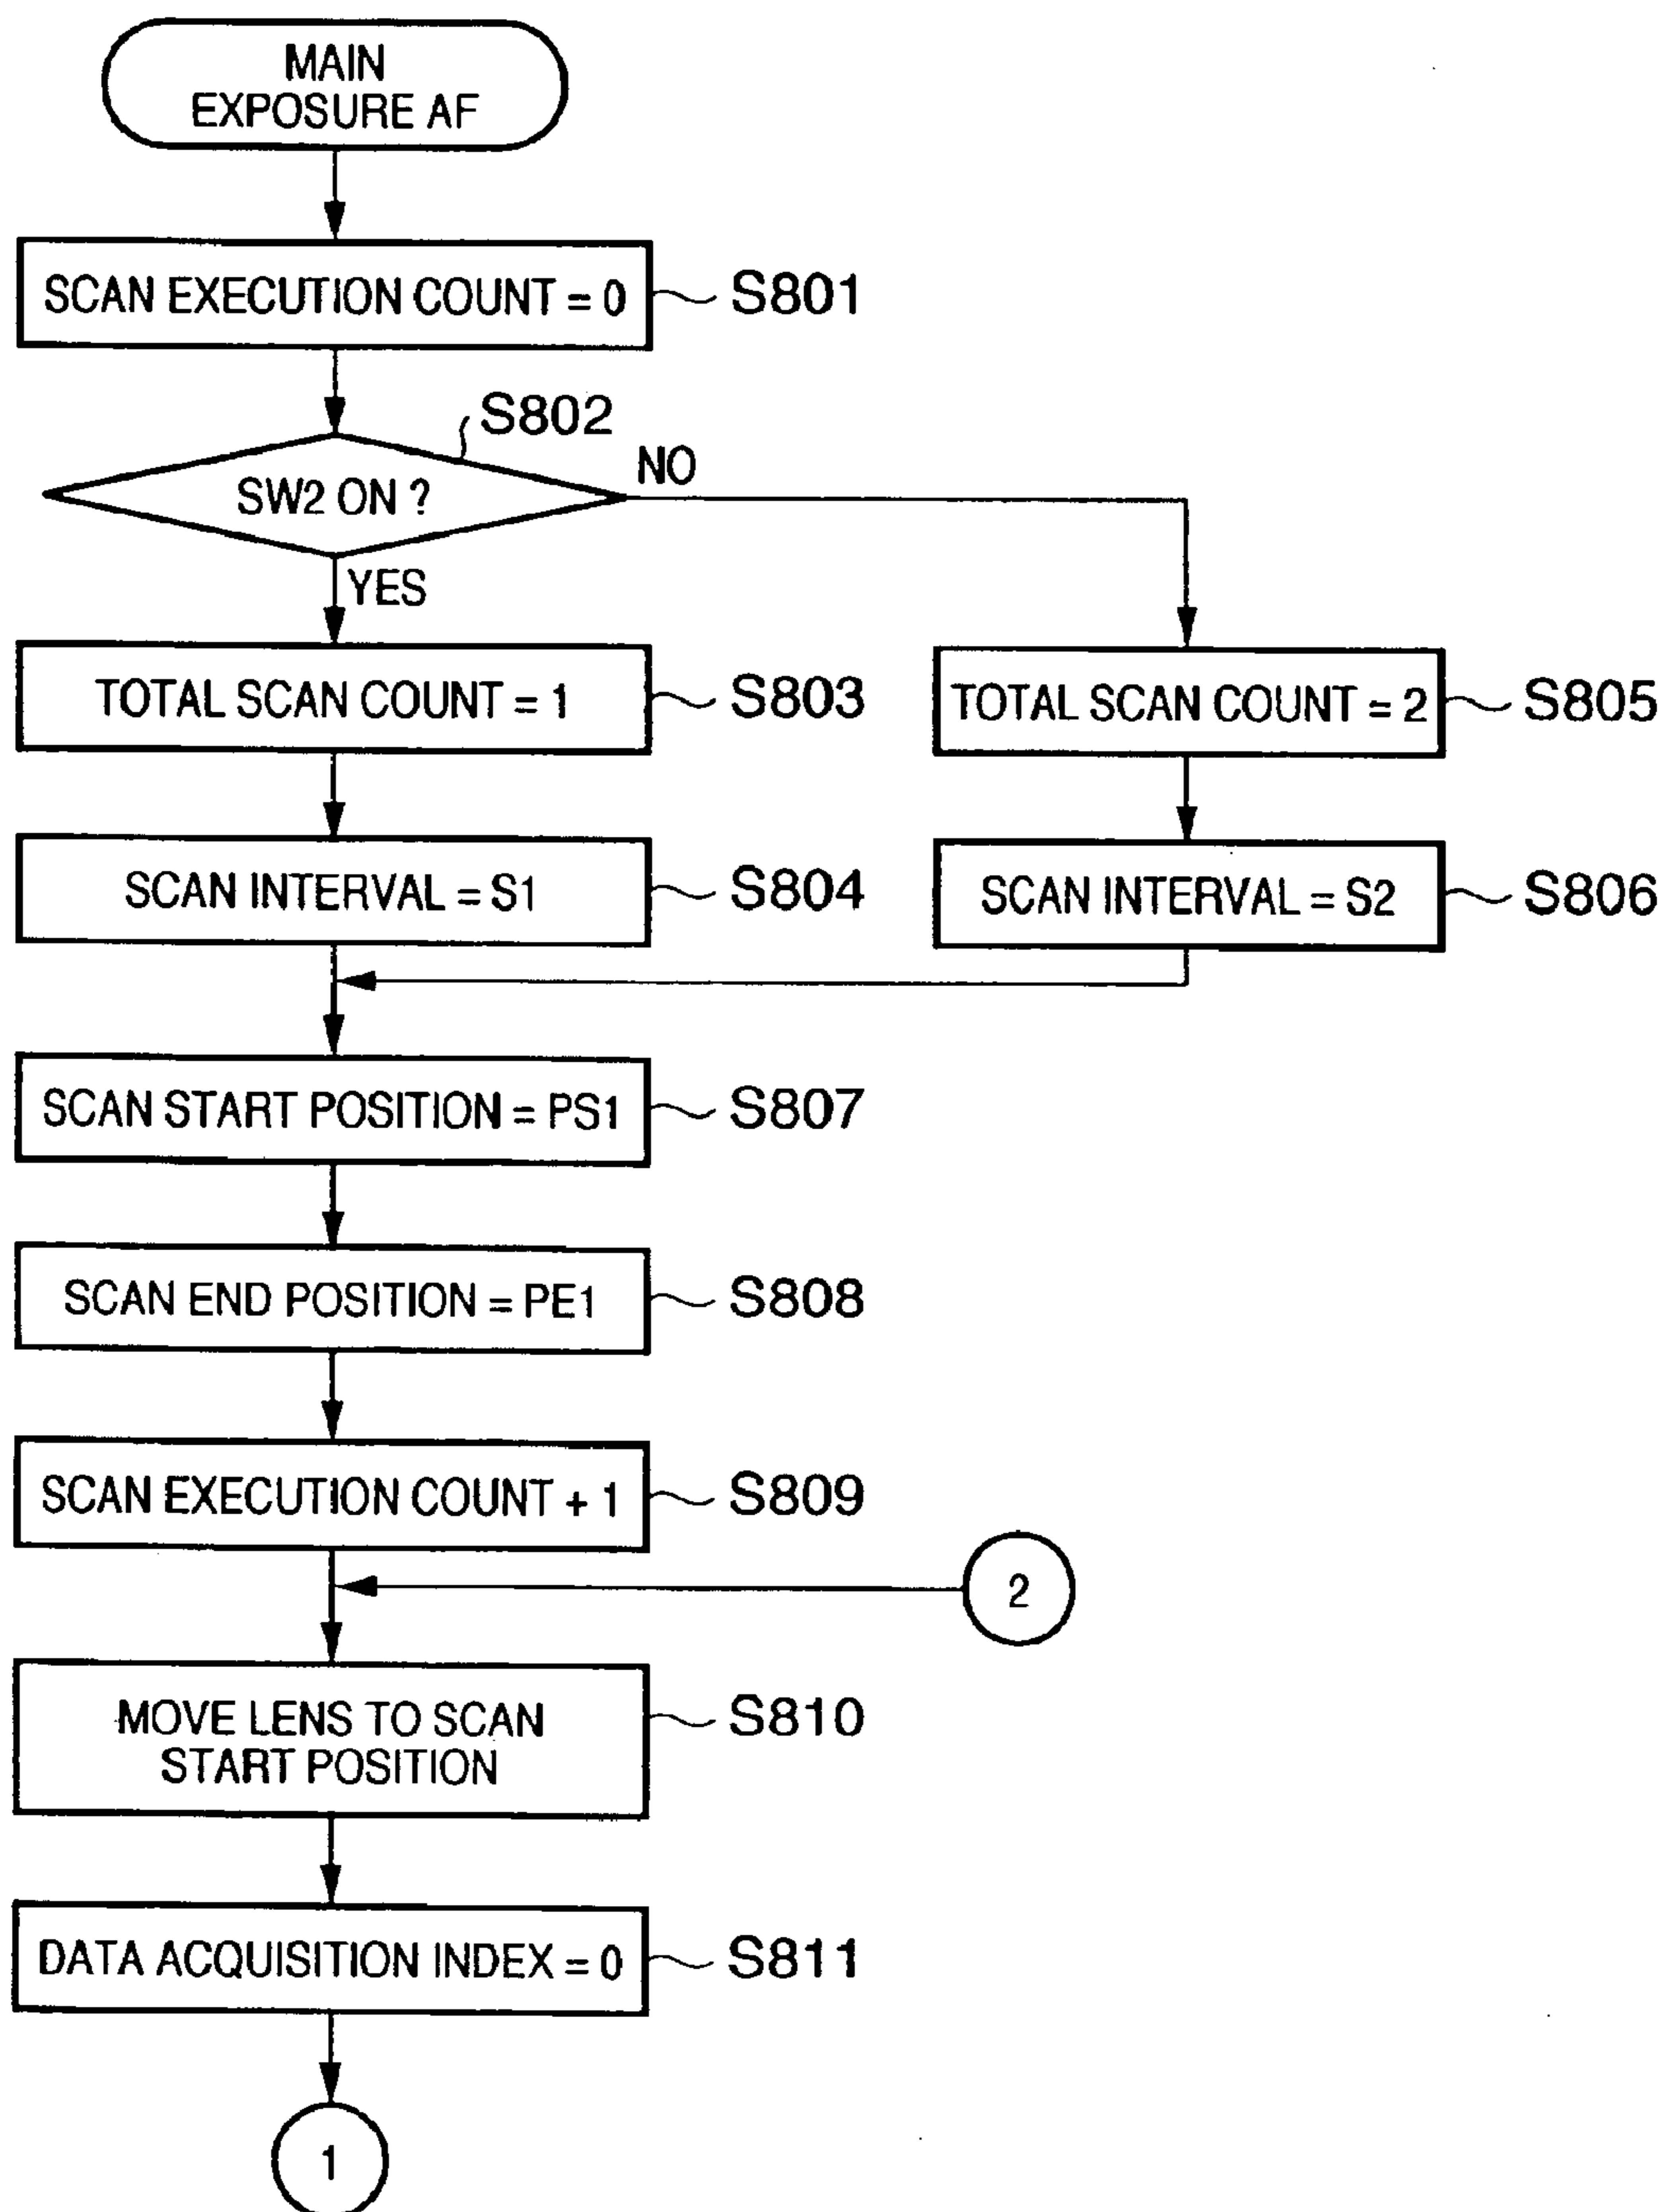 MAIN
EXPOSURE AF
SCAN EXECUTION COUNT = 0
S801
S802
SW2 ON ?
NO
YES
TOTAL SCAN COUNT = 1
S803
TOTAL SCAN COUNT = 2
S805
SCAN INTERVAL = S1
S804
SCAN INTERVAL = S2
S806
SCAN START POSITION = PS1
S807
SCAN END POSITION = PE1
S808
SCAN EXECUTION COUNT + 1
S809
2
MOVE LENS TO SCAN
START POSITION
S810
DATA ACQUISITION INDEX = 0
S811
1